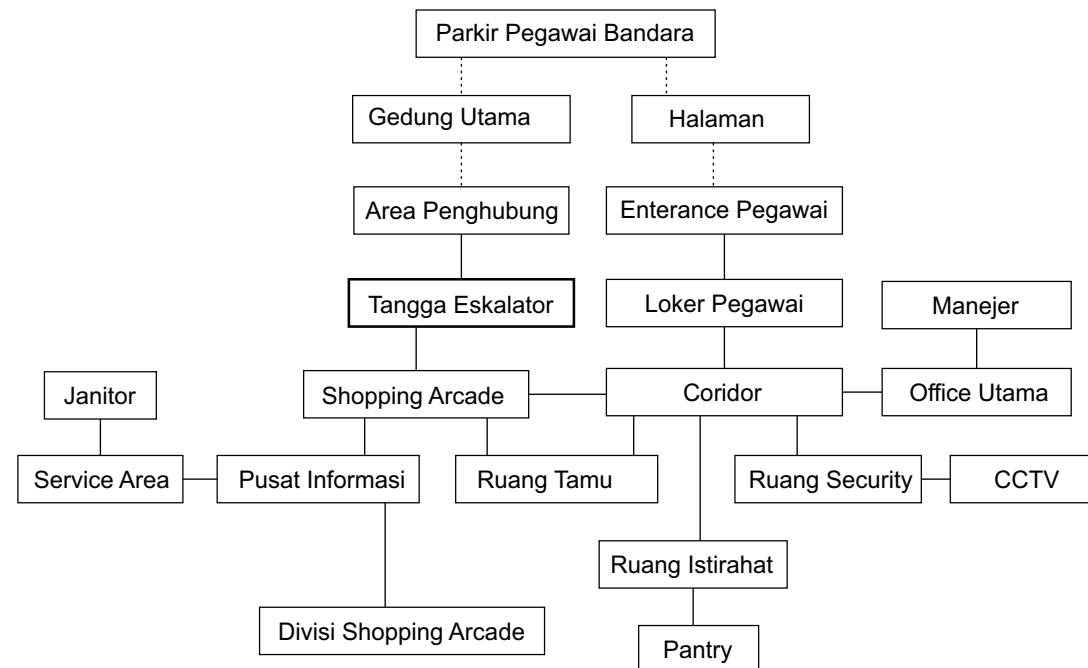 Parkir Pegawai Bandara
Gedung Utama
Halaman
Area Penghubung
Enterance Pegawai
Tangga Eskalator
Loker Pegawai
Manejer
Janitor
Shopping Arcade
Coridor
Office Utama
Service Area
Pusat Informasi
Ruang Tamu
Ruang Security
CCTV
Ruang Istirahat
Divisi Shopping Arcade
Pantry